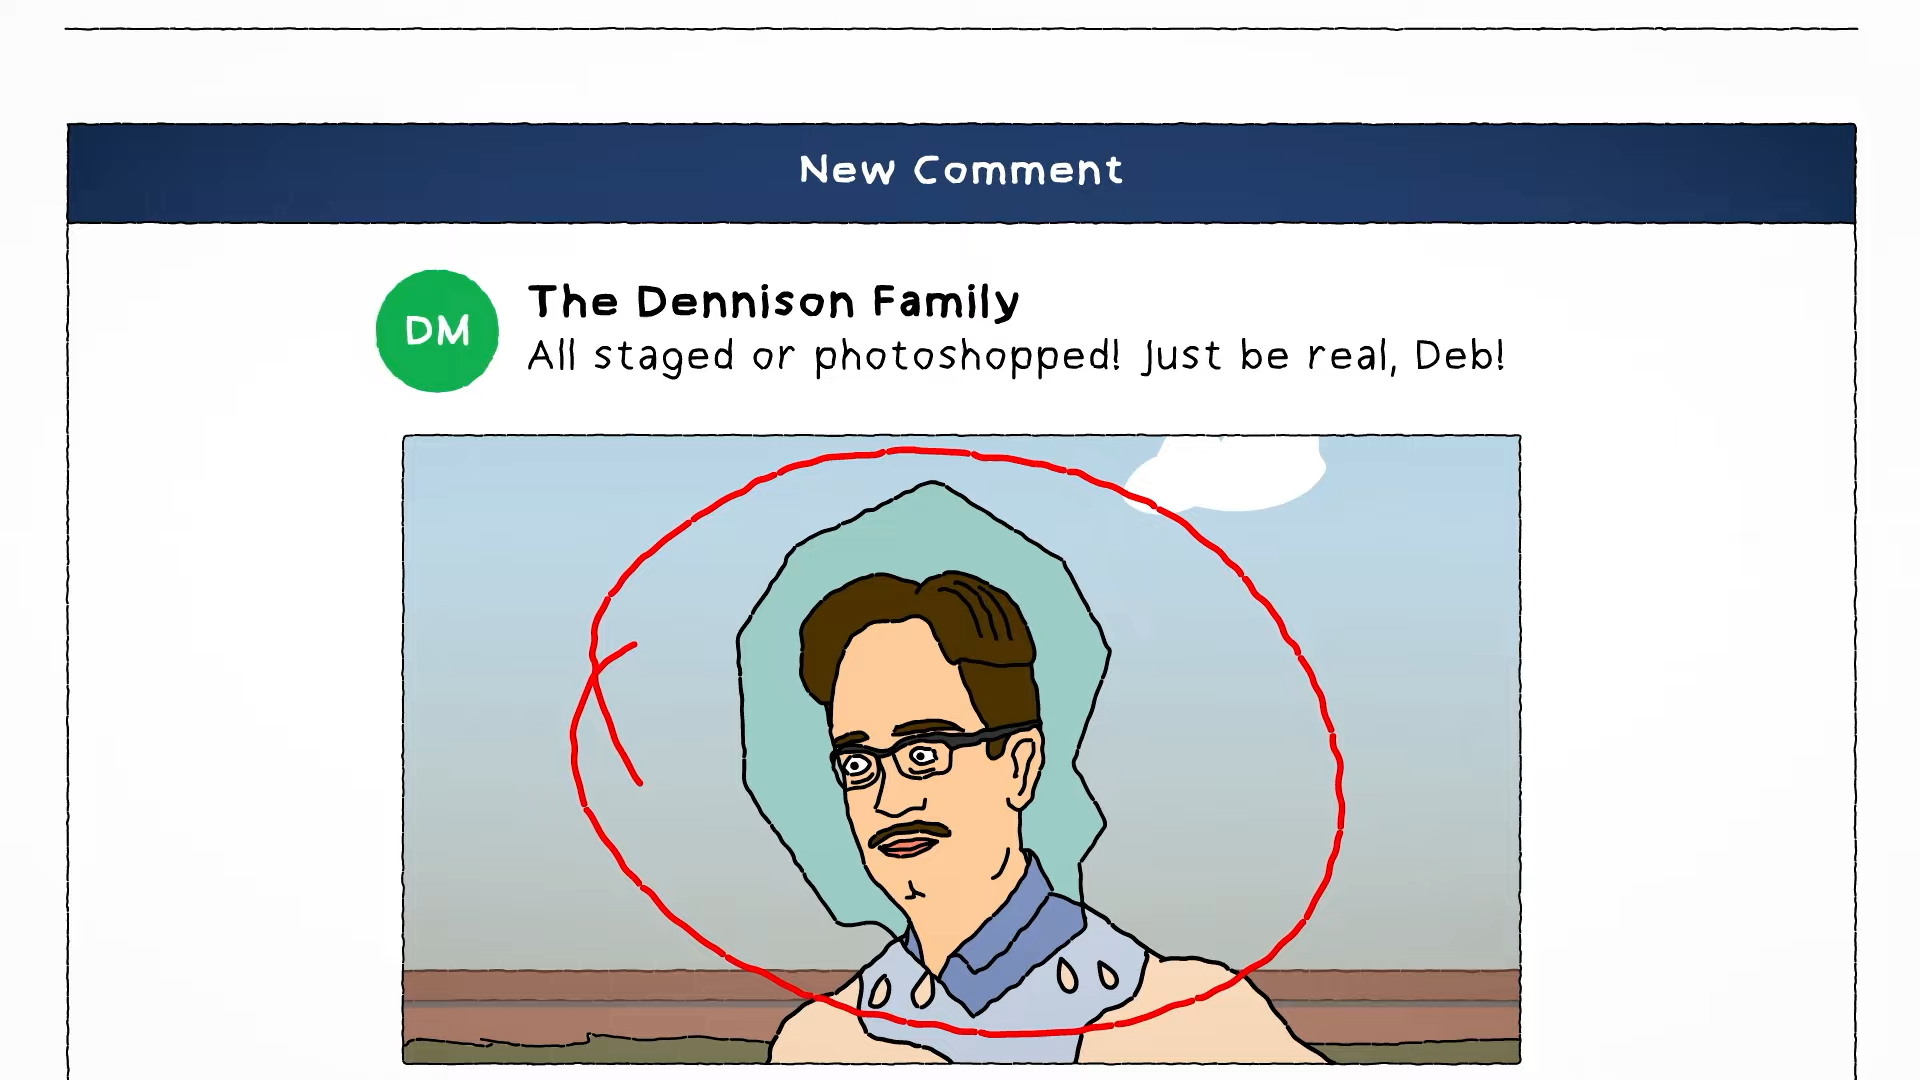 New Comment
DM
The Dennison Family
All staged or photoshopped! Just be real, Deb!